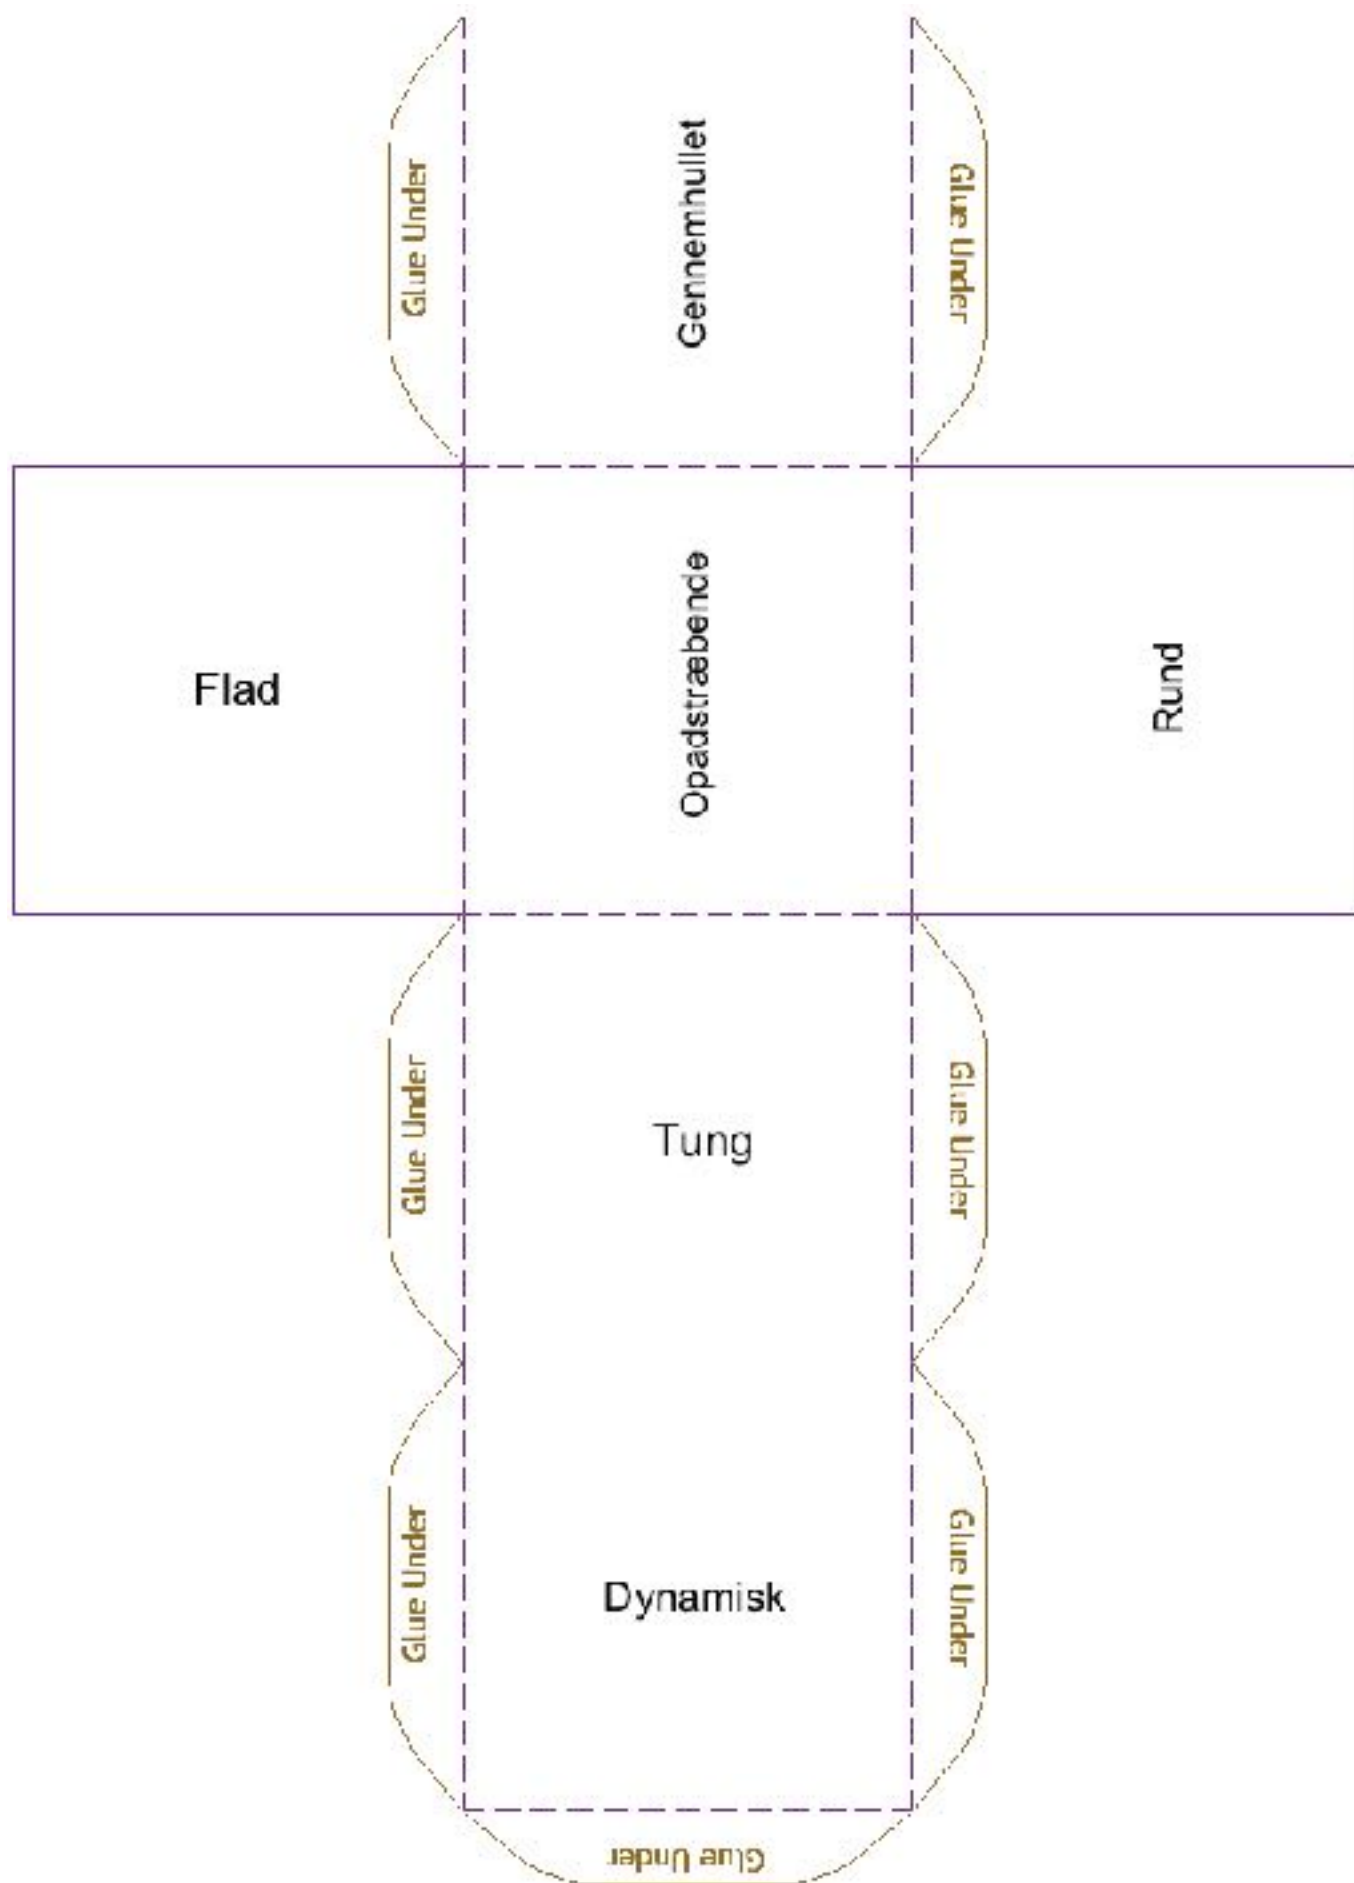 Glue Under
Gennemhullet
Glue Under
Flad
Opadstræbende
Rund
Glue Under
Tung
Glue Under
Glue Under
Dynamisk
Glue Under
Glue Under